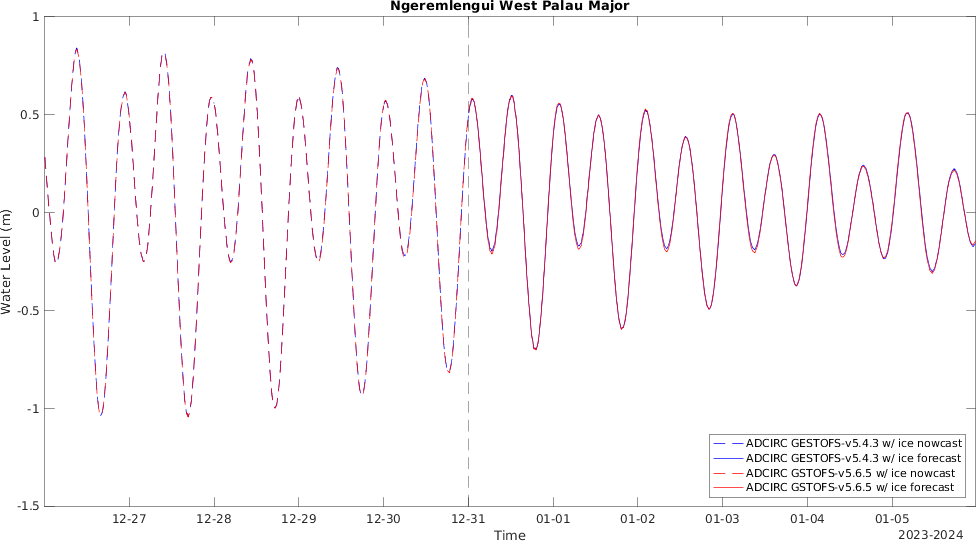 Ngeremlengui West Palau Major
1
0.5
0
-0.5
-1
-1.5
Water Level (m)
ADCIRC GESTOFS-v5.4.3 w/ ice nowcast
ADCIRC GESTOFS-v5.4.3 w/ ice forecast
ADCIRC GSTOFS-v5.6.5 w/ ice nowcast
ADCIRC GSTOFS-v5.6.5 w/ ice forecast
12-27 12-28 12-29 12-30 12-31 01-01 01-02 01-03 01-04 01-05
Time
2023-2024